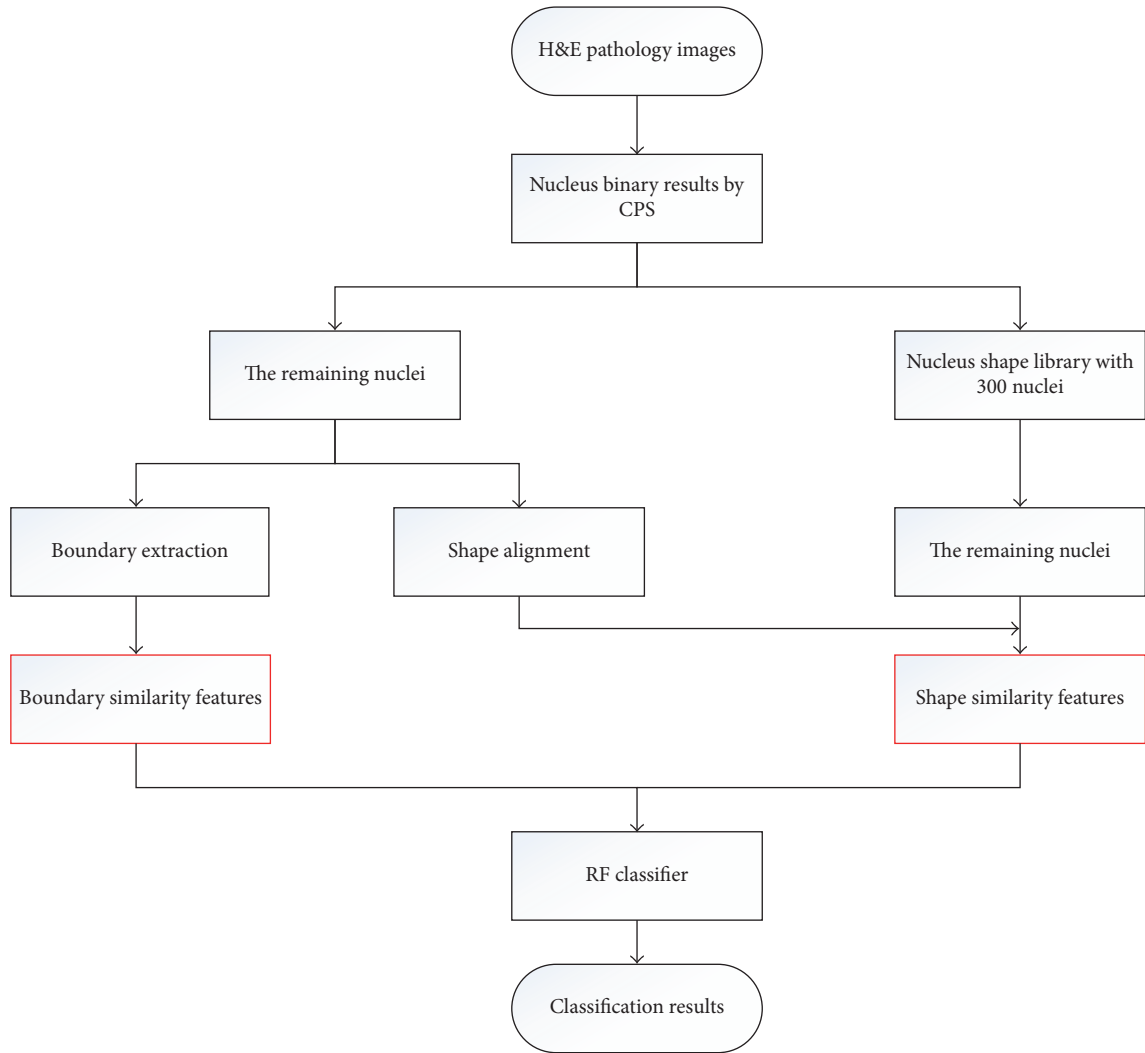 H&E pathology images
Nucleus binary results by
CPS
The remaining nuclei
Nucleus shape library with
300 nuclei
Boundary extraction
Shape alignment
The remaining nuclei
Boundary similarity features
Shape similarity features
RF classifier
Classification results